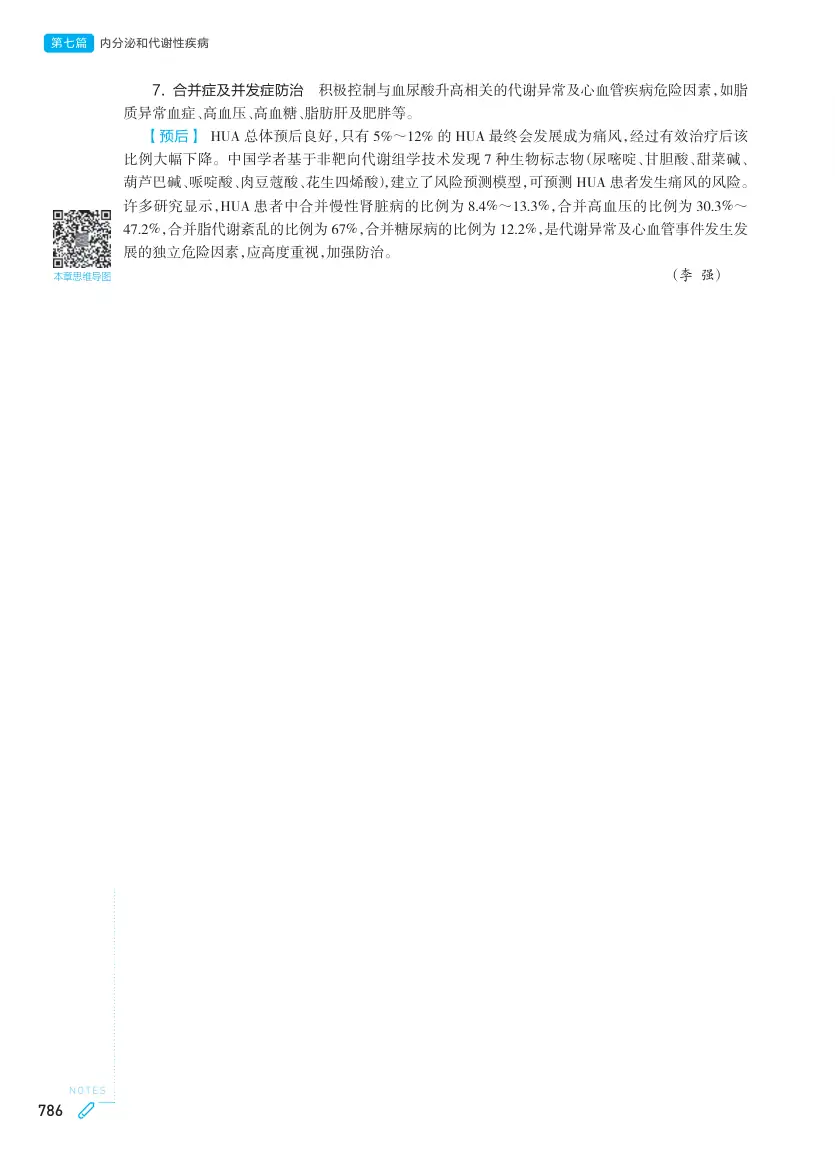 第七篇 内分泌和代谢性疾病
7. 合并症及并发症防治 积极控制与血尿酸升高相关的代谢异常及心血管疾病危险因素,如脂
质异常血症、高血压、高血糖、脂肪肝及肥胖等。
【预后】 HUA 总体预后良好,只有 5%～12% 的 HUA 最终会发展成为痛风,经过有效治疗后该
比例大幅下降。中国学者基于非靶向代谢组学技术发现 7 种生物标志物(尿嘧啶、甘胆酸、甜菜碱、
葫芦巴碱、哌啶酸、肉豆蔻酸、花生四烯酸),建立了风险预测模型,可预测 HUA 患者发生痛风的风险。
许多研究显示,HUA 患者中合并慢性肾脏病的比例为 8.4%～13.3%,合并高血压的比例为 30.3%～
47.2%,合并脂代谢紊乱的比例为 67%,合并糖尿病的比例为 12.2%,是代谢异常及心血管事件发生发
展的独立危险因素,应高度重视,加强防治。
(李 强)
本章思维导图
NOTES
786